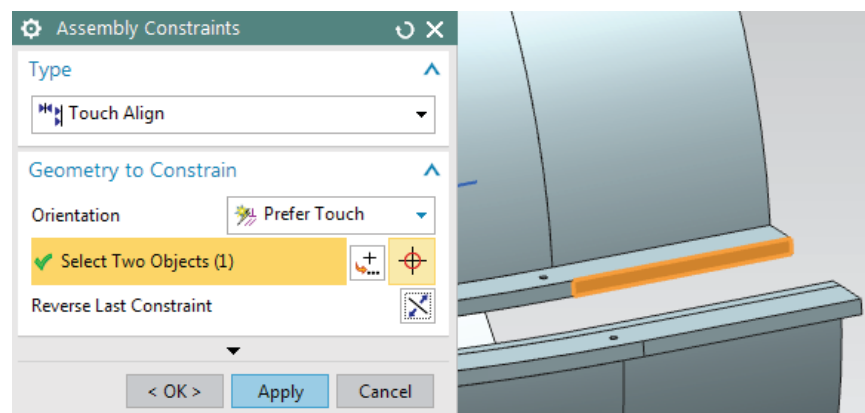 Assembly Constraints
Type
Touch Align
Geometry to Constrain
Orientation Prefer Touch
Select Two Objects (1)
Reverse Last Constraint
< OK > Apply Cancel